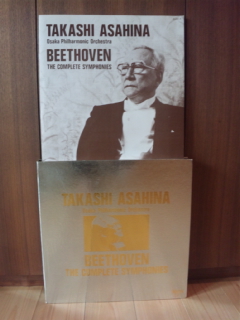 TAKASHI ASAHINA
Osaka Philharmonic Orchestra
BEETHOVEN
THE COMPLETE SYMPHONIES
TAKASHI ASAHINA
BEETHOVEN
THE COMPLETE SYMPHONIES